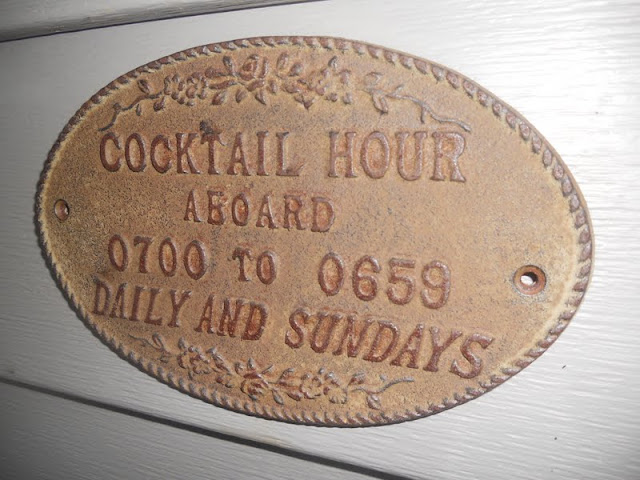 COCKTAIL HOUR
ABOARD
0700 TO 0659
DAILY AND SUNDAYS